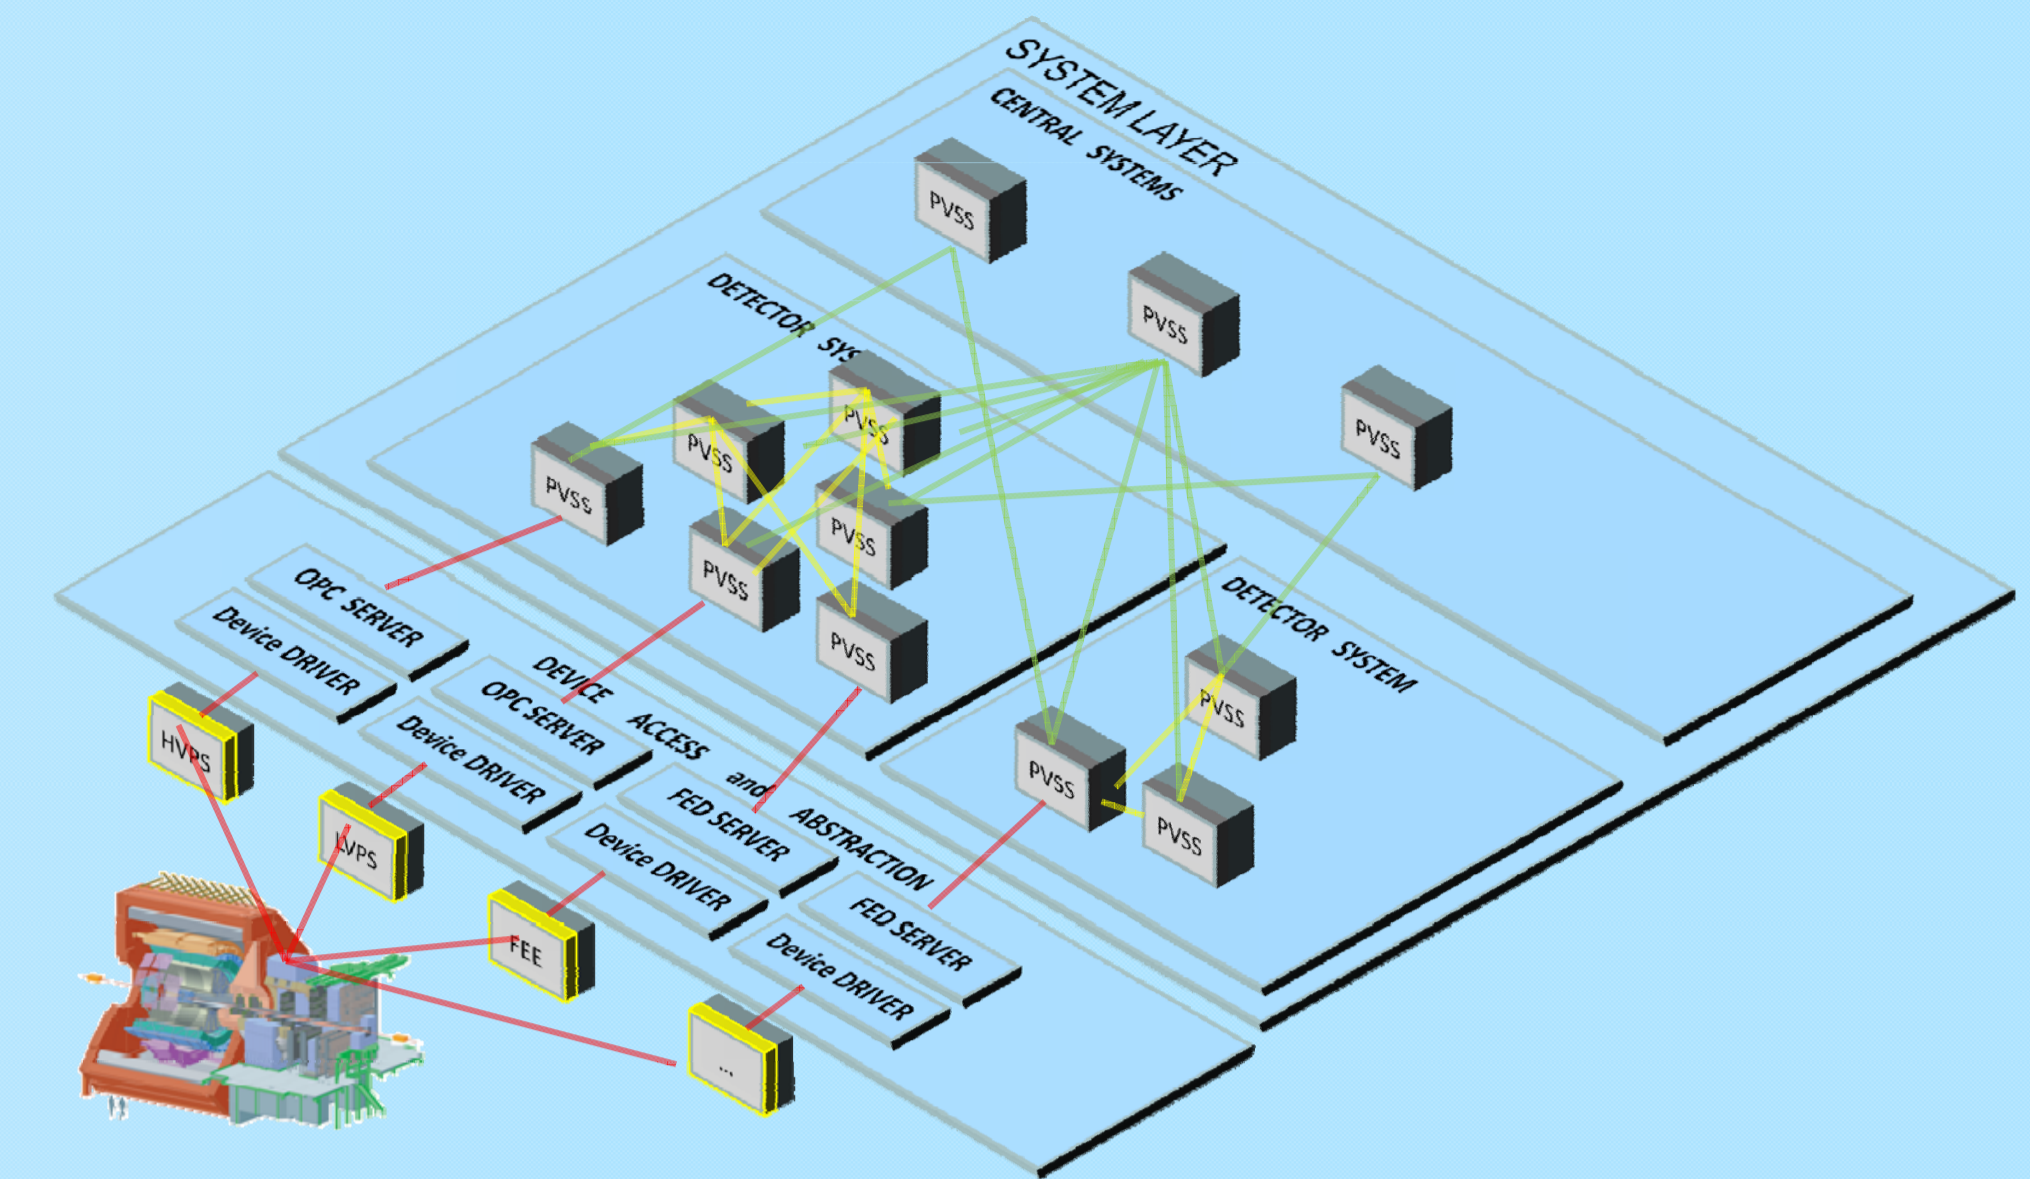 SYSTEM LAYER
CENTRAL SYSTEMS
PVSS
PVSS
PVSS
DETECTOR SYS
PVSS
PVSS
PVSS
PVSS
PVSS
PVSS
DETECTOR SYSTEM
PVSS
PVSS
PVSS
DEVICE ACCESS and ABSTRACTION
OPC SERVER
Device DRIVER
OPC SERVER
Device DRIVER
FED SERVER
Device DRIVER
FED SERVER
Device DRIVER
HVPS
LVPS
FEE
...